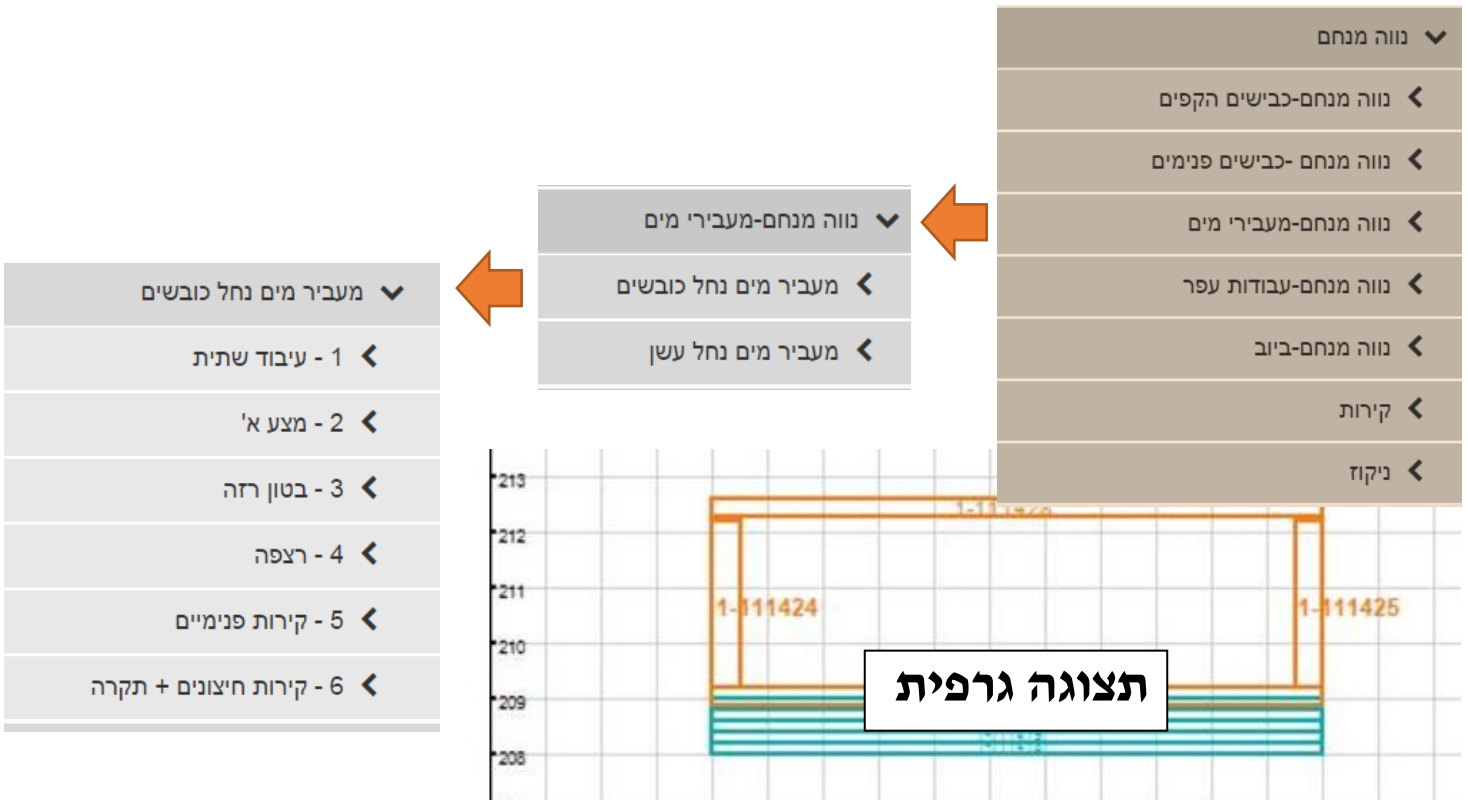 נווה מנחם
נווה מנחם-כבישים הקפים
נווה מנחם -כבישים פנימים
נווה מנחם-מעבירי מים
נווה מנחם-עבודות עפר
נווה מנחם-ביוב
קירות
ניקוז
נווה מנחם-מעבירי מים
מעביר מים נחל כובשים
מעביר מים נחל עשן
מעביר מים נחל כובשים
1 - עיבוד שתית
2 - מצע א'
3 - בטון רזה
4 - רצפה
5 - קירות פנימיים
6 - קירות חיצונים + תקרה
213
212
211
210
209
208
1-111424
1-111425
תצוגה גרפית